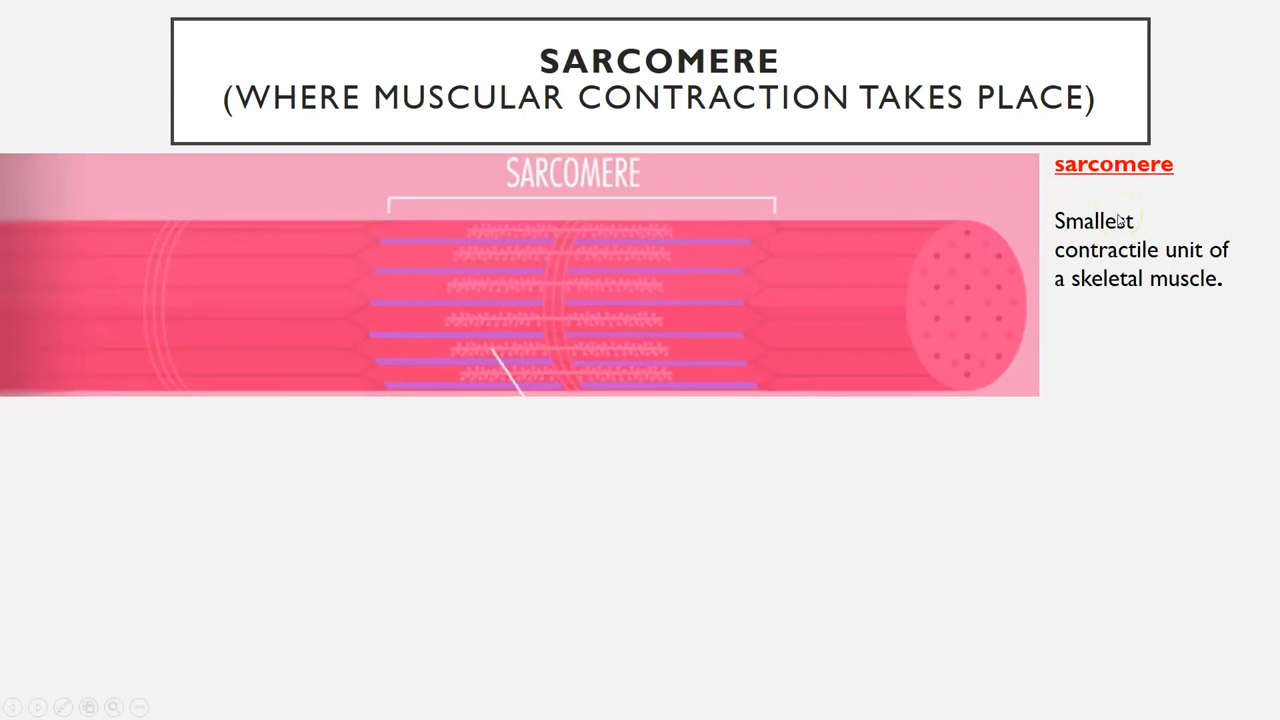 SARCOMERE
(WHERE MUSCULAR CONTRACTION TAKES PLACE)
SARCOMERE
sarcomere
Smallest
contractile unit of
a skeletal muscle.